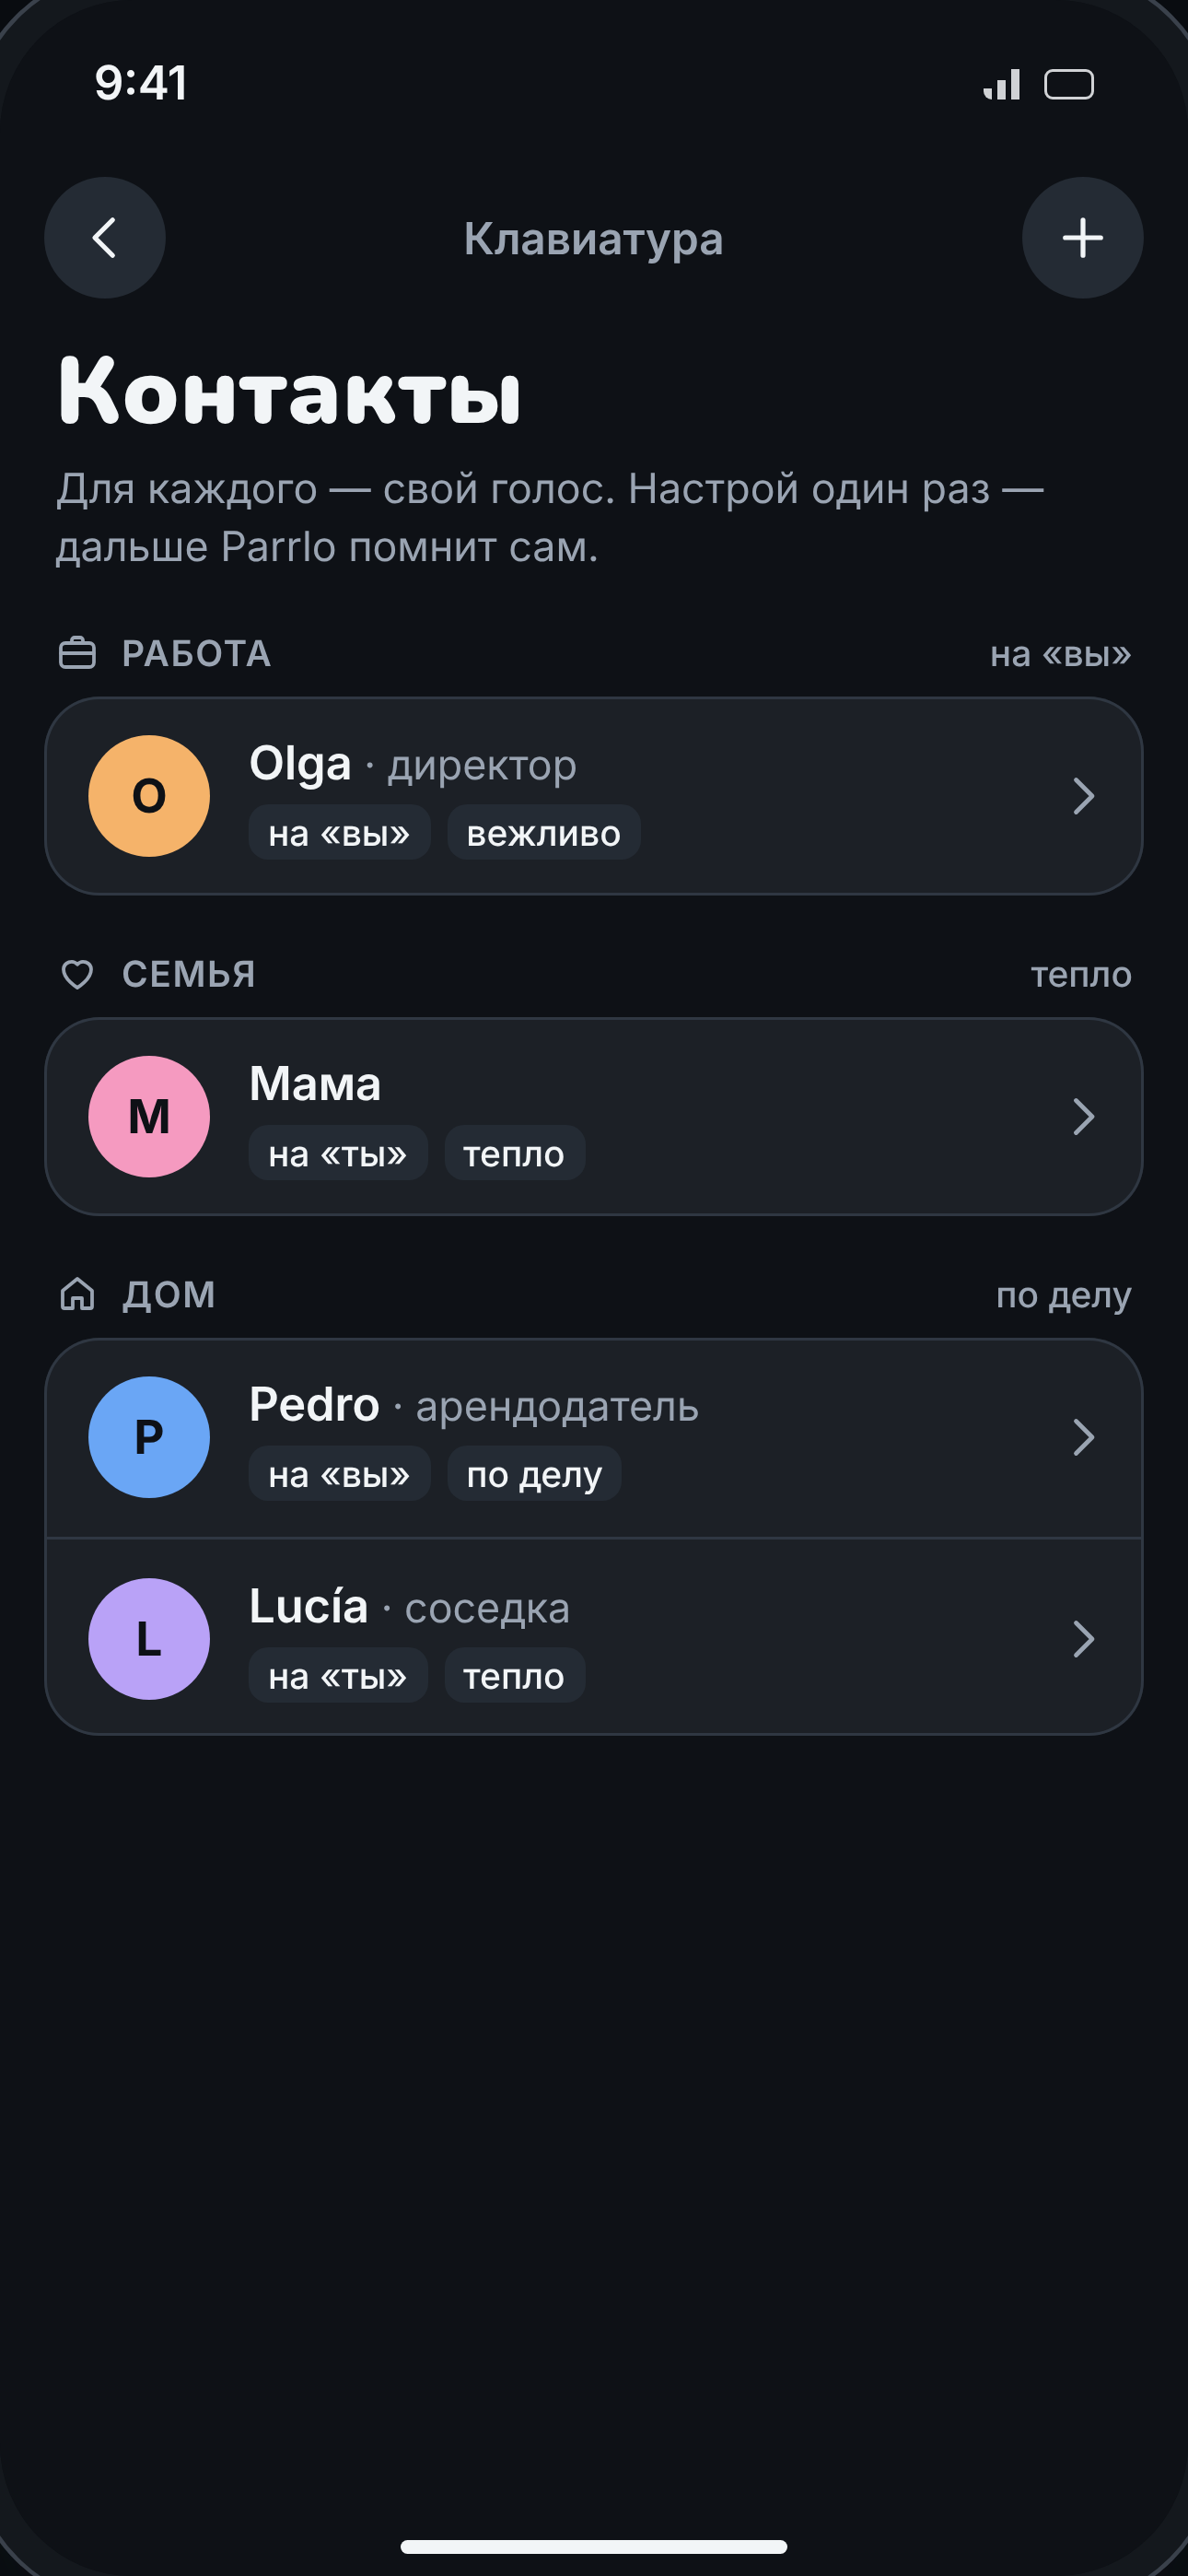 9:41
Клавиатура
Контакты
Для каждого — свой голос. Настрой один раз —
дальше Parrlo помнит сам.
РАБОТА на «вы»
O Olga · директор
на «вы» вежливо
СЕМЬЯ тепло
М Мама
на «ты» тепло
ДОМ по делу
P Pedro · арендодатель
на «вы» по делу
L Lucía · соседка
на «ты» тепло